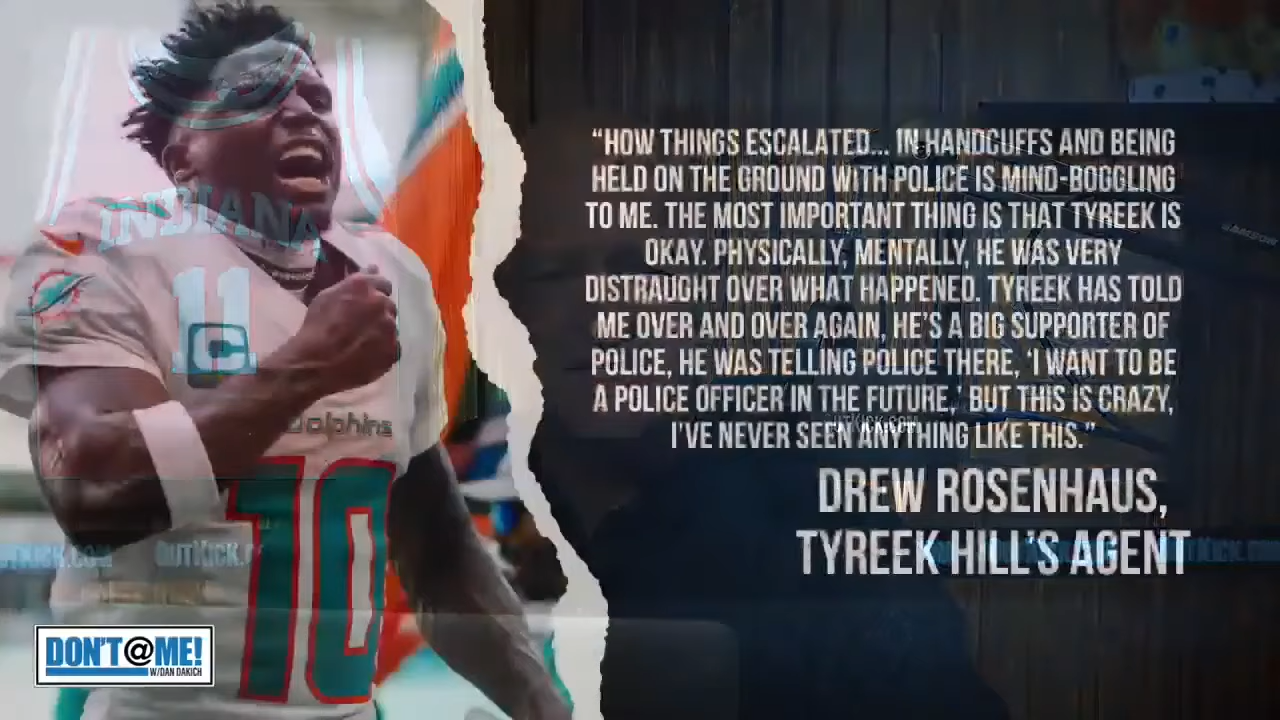 INDIANA
11
C
Dolphins
10
OUTKICK.COM
"HOW THINGS ESCALATED... IN HANDCUFFS AND BEING
HELD ON THE GROUND WITH POLICE IS MIND-BOGGLING
TO ME. THE MOST IMPORTANT THING IS THAT TYREEK IS
OKAY. PHYSICALLY, MENTALLY, HE WAS VERY
DISTRAUGHT OVER WHAT HAPPENED. TYREEK HAS TOLD
ME OVER AND OVER AGAIN, HE'S A BIG SUPPORTER OF
POLICE, HE WAS TELLING POLICE THERE, 'I WANT TO BE
A POLICE OFFICER IN THE FUTURE,' BUT THIS IS CRAZY,
I'VE NEVER SEEN ANYTHING LIKE THIS."
DREW ROSENHAUS,
TYREEK HILL'S AGENT
DON'T @ ME!
W/DAN DAKICH